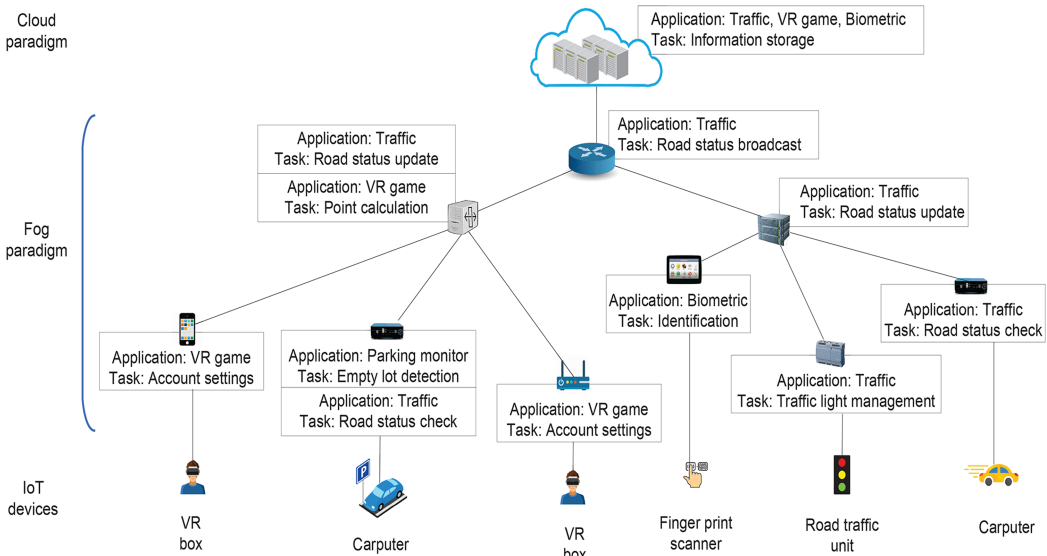 Cloud
paradigm
Application: Traffic, VR game, Biometric
Task: Information storage
Application: Traffic
Task: Road status broadcast
Application: Traffic
Task: Road status update
Application: VR game
Task: Point calculation
Application: Traffic
Task: Road status update
Fog
paradigm
Application: Biometric
Task: Identification
Application: Traffic
Task: Road status check
Application: VR game
Task: Account settings
Application: Parking monitor
Task: Empty lot detection
Application: Traffic
Task: Road status check
Application: VR game
Task: Account settings
Application: Traffic
Task: Traffic light management
IoT
devices
P
VR
box
Carputer
VR
box
Finger print
scanner
Road traffic
unit
Carputer